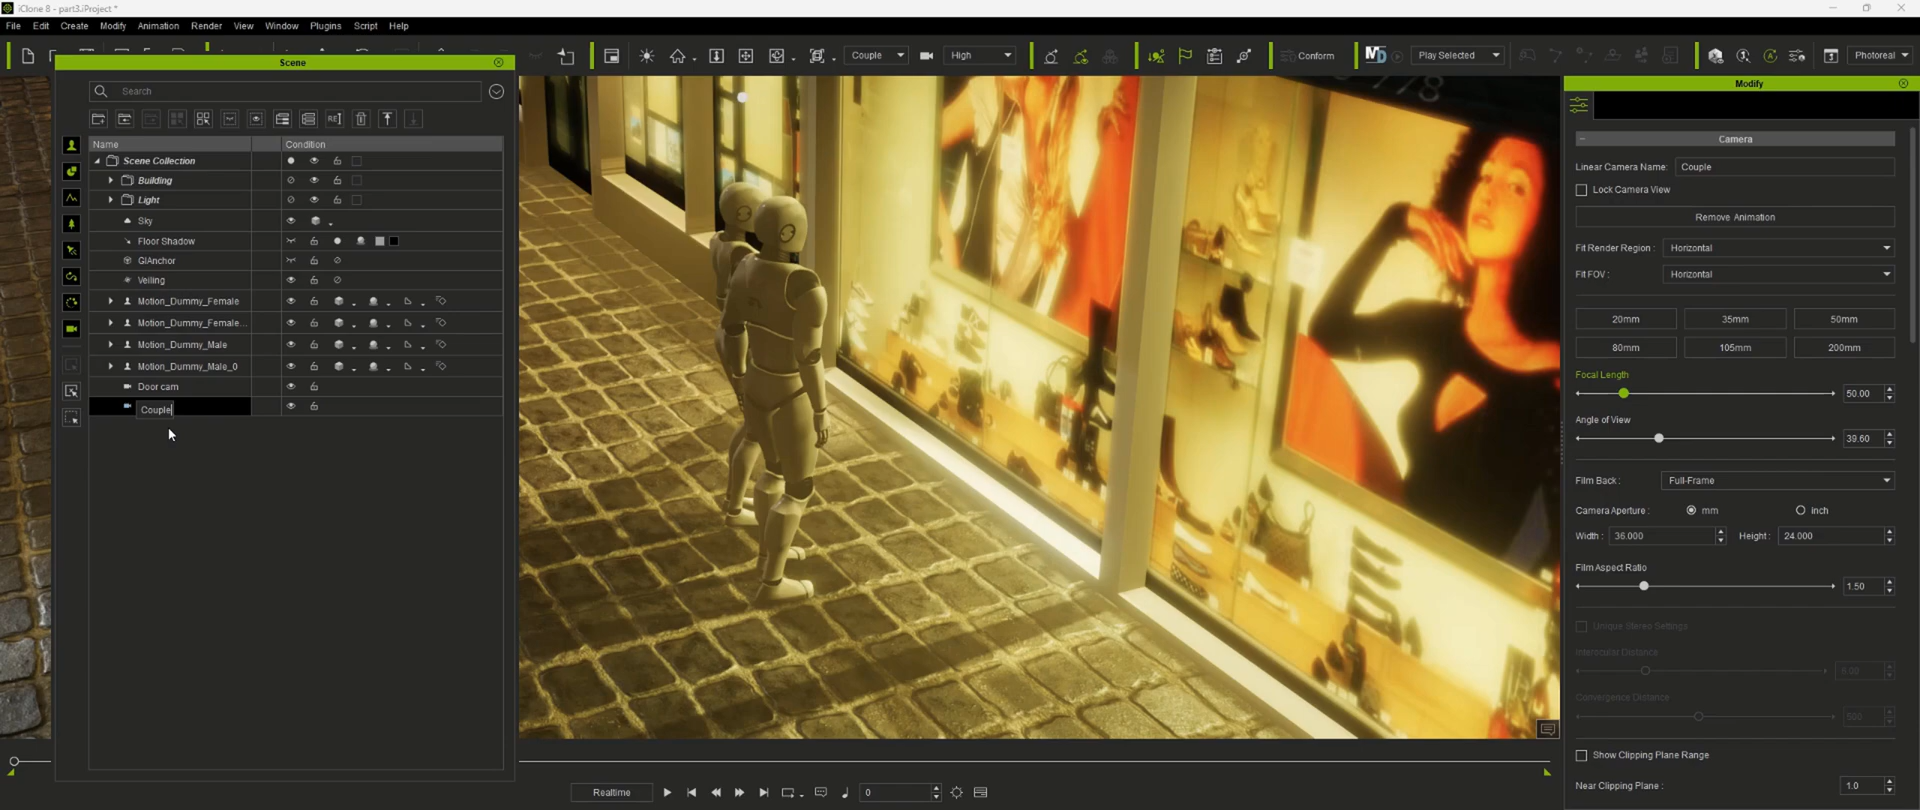 iClone 8 - part3.iProject *
File Edit Create Modify Animation Render View Window Plugins Script Help
Couple High Conform Play Selected Photoreal
Scene
Search
Name Condition
Scene Collection
Building
Light
Sky
Floor Shadow
GIAnchor
Veiling
Motion_Dummy_Female
Motion_Dummy_Female...
Motion_Dummy_Male
Motion_Dummy_Male_0
Door cam
Couple
Modify
Camera
Linear Camera Name: Couple
Lock Camera View
Remove Animation
Fit Render Region : Horizontal
Fit FOV : Horizontal
20mm 35mm 50mm
80mm 105mm 200mm
Focal Length
50.00
Angle of View
39.60
Film Back : Full-Frame
Camera Aperture : mm inch
Width : 36.000 Height : 24.000
Film Aspect Ratio
1.50
Unique Stereo Settings
Interocular Distance
Convergence Distance
500
Show Clipping Plane Range
Near Clipping Plane : 1.0
Realtime 0